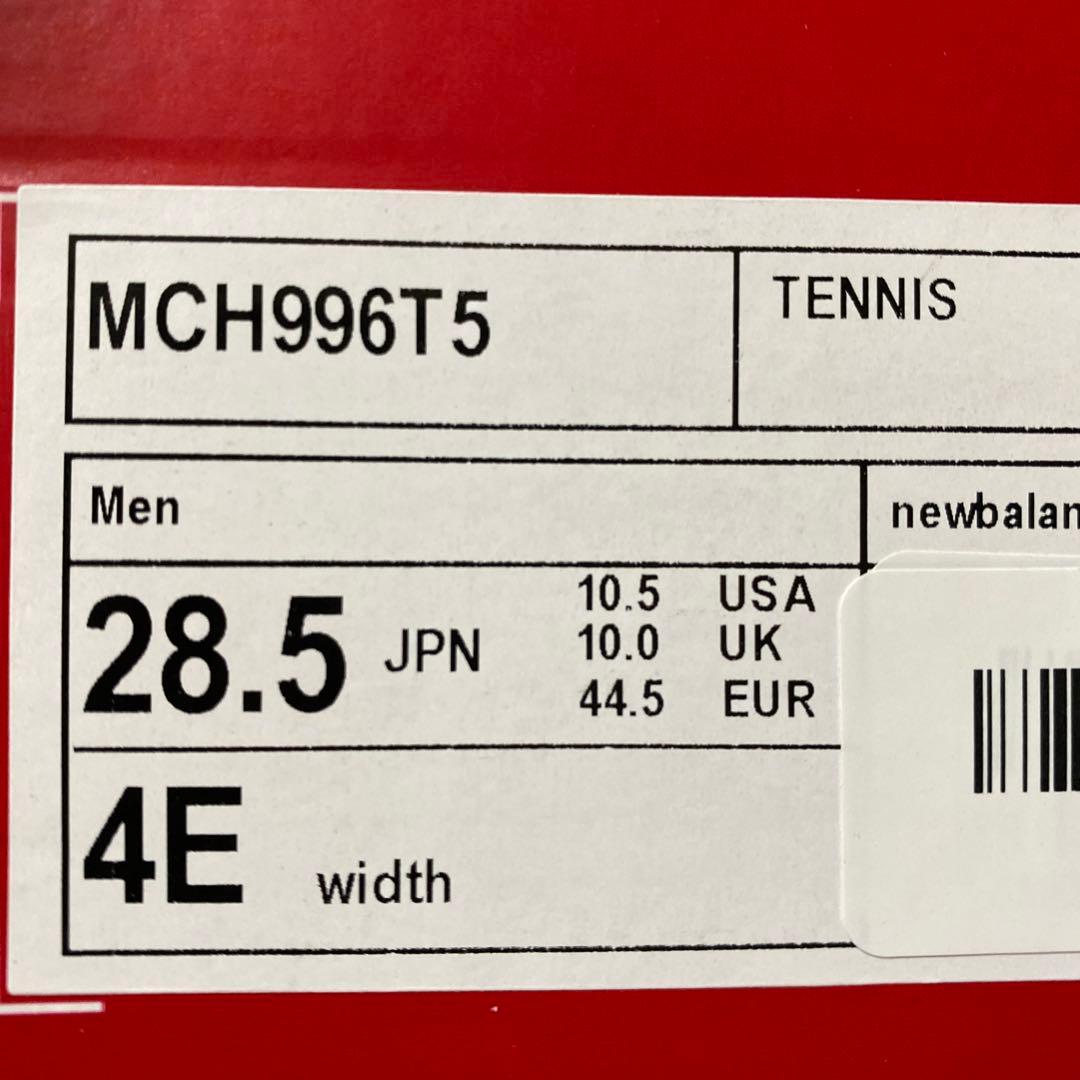 MCH996T5
TENNIS
Men
newbalan
28.5 JPN
10.5 USA
10.0 UK
44.5 EUR
4E width